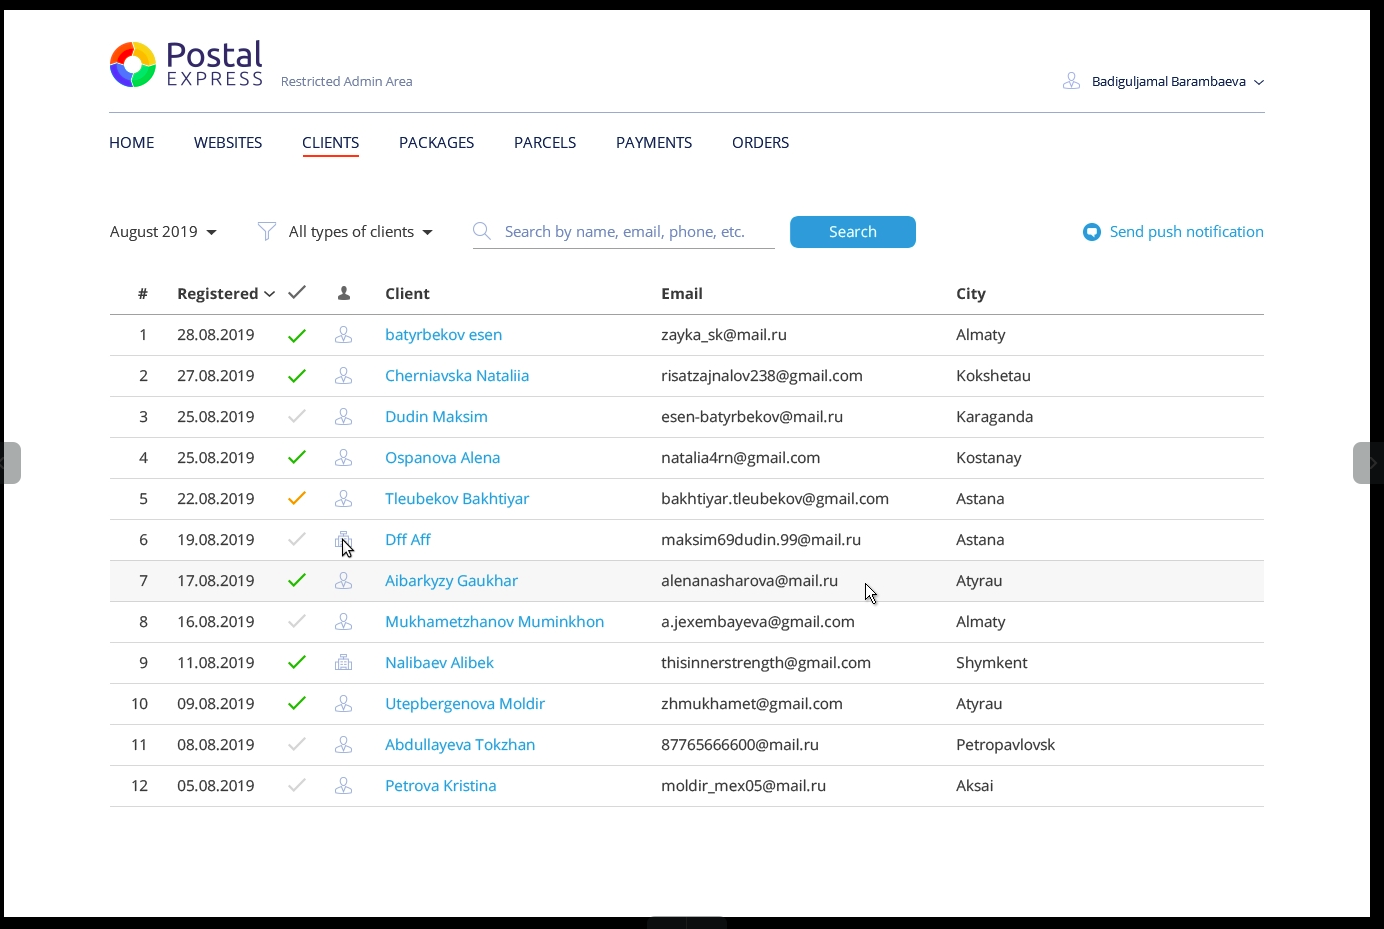 Postal
EXPRESS
Restricted Admin Area
Badiguljamal Barambaeva
HOME WEBSITES CLIENTS PACKAGES PARCELS PAYMENTS ORDERS
August 2019 All types of clients Search by name, email, phone, etc. Search Send push notification
# Registered Client Email City
1 28.08.2019 batyrbekov esen zayka_sk@mail.ru Almaty
2 27.08.2019 Cherniavska Nataliia risatzajnalov238@gmail.com Kokshetau
3 25.08.2019 Dudin Maksim esen-batyrbekov@mail.ru Karaganda
4 25.08.2019 Ospanova Alena natalia4rn@gmail.com Kostanay
5 22.08.2019 Tleubekov Bakhtiyar bakhtiyar.tleubekov@gmail.com Astana
6 19.08.2019 Dff Aff maksim69dudin.99@mail.ru Astana
7 17.08.2019 Aibarkyzy Gaukhar alenanasharova@mail.ru Atyrau
8 16.08.2019 Mukhametzhanov Muminkhon a.jexembayeva@gmail.com Almaty
9 11.08.2019 Nalibaev Alibek thisinnerstrength@gmail.com Shymkent
10 09.08.2019 Utepbergenova Moldir zhmukhamet@gmail.com Atyrau
11 08.08.2019 Abdullayeva Tokzhan 87765666600@mail.ru Petropavlovsk
12 05.08.2019 Petrova Kristina moldir_mex05@mail.ru Aksai